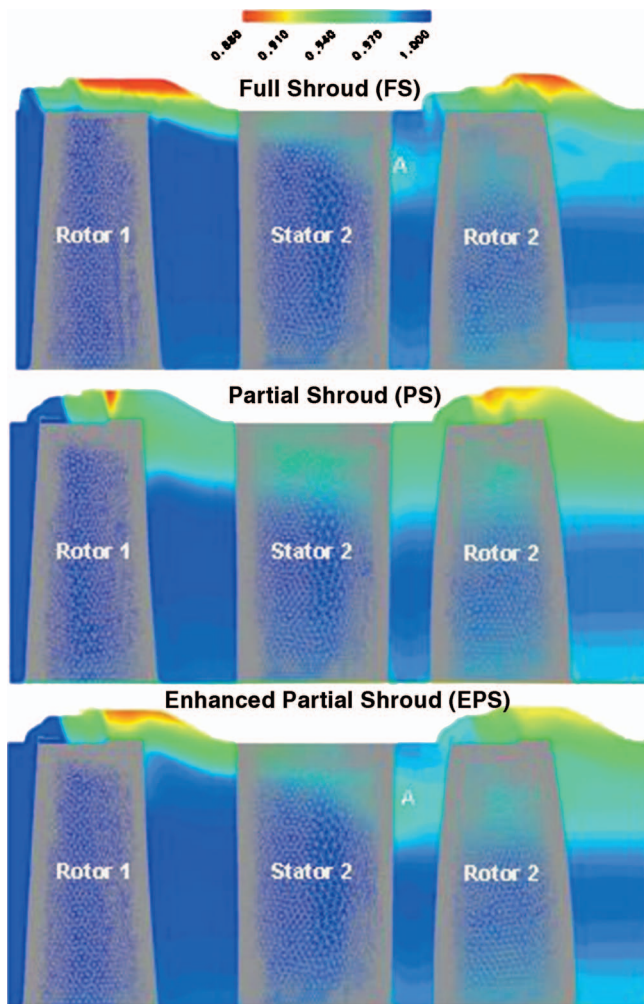 0.880 0.910 0.940 0.970 1.000
Full Shroud (FS)
A
Rotor 1 Stator 2 Rotor 2
Partial Shroud (PS)
Rotor 1 Stator 2 Rotor 2
Enhanced Partial Shroud (EPS)
A
Rotor 1 Stator 2 Rotor 2